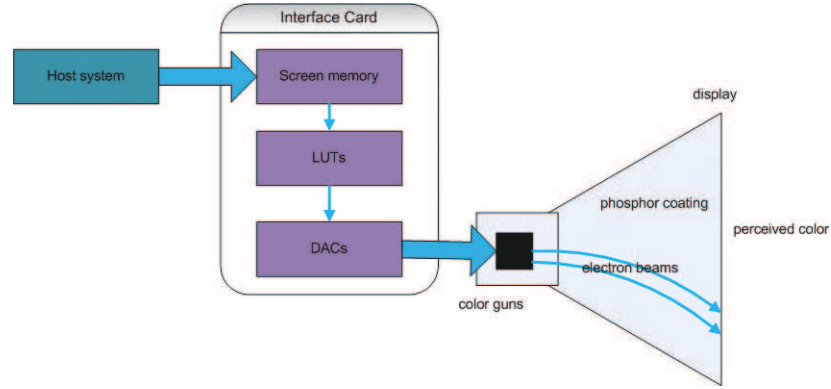 Interface Card
Host system
Screen memory
display
LUTs
phosphor coating
perceived color
DACs
electron beams
color guns